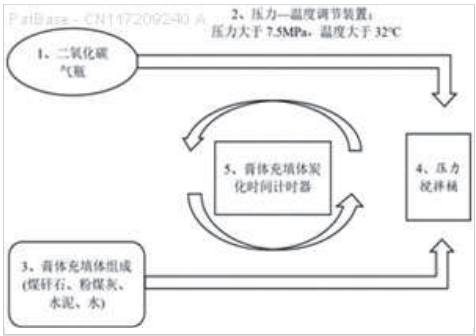 PatBase - CN117209240 A
2、压力—温度调节装置：
压力大于 7.5MPa，温度大于 32°C
1、二氧化碳
气瓶
5、膏体充填体炭
化时间计时器
4、压力
搅拌桶
3、膏体充填体组成
(煤矸石、粉煤灰、
水泥、水)